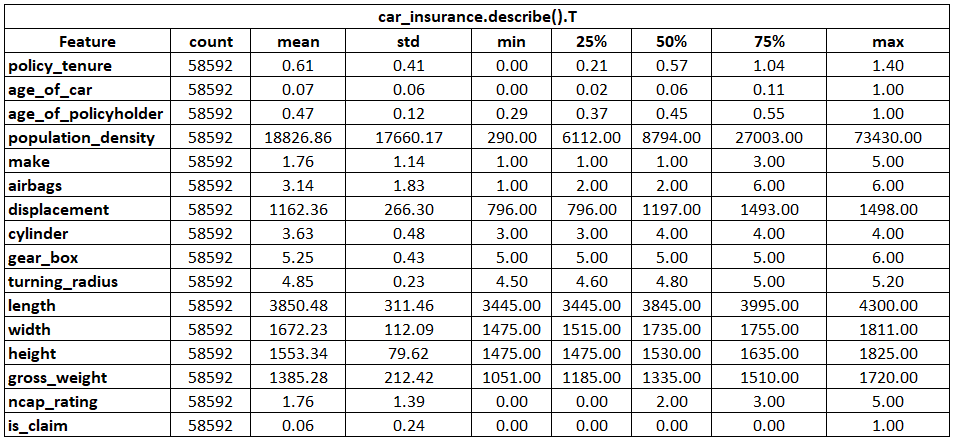 car_insurance.describe().T
Feature count mean std min 25% 50% 75% max
policy_tenure 58592 0.61 0.41 0.00 0.21 0.57 1.04 1.40
age_of_car 58592 0.07 0.06 0.00 0.02 0.06 0.11 1.00
age_of_policyholder 58592 0.47 0.12 0.29 0.37 0.45 0.55 1.00
population_density 58592 18826.86 17660.17 290.00 6112.00 8794.00 27003.00 73430.00
make 58592 1.76 1.14 1.00 1.00 1.00 3.00 5.00
airbags 58592 3.14 1.83 1.00 2.00 2.00 6.00 6.00
displacement 58592 1162.36 266.30 796.00 796.00 1197.00 1493.00 1498.00
cylinder 58592 3.63 0.48 3.00 3.00 4.00 4.00 4.00
gear_box 58592 5.25 0.43 5.00 5.00 5.00 5.00 6.00
turning_radius 58592 4.85 0.23 4.50 4.60 4.80 5.00 5.20
length 58592 3850.48 311.46 3445.00 3445.00 3845.00 3995.00 4300.00
width 58592 1672.23 112.09 1475.00 1515.00 1735.00 1755.00 1811.00
height 58592 1553.34 79.62 1475.00 1475.00 1530.00 1635.00 1825.00
gross_weight 58592 1385.28 212.42 1051.00 1185.00 1335.00 1510.00 1720.00
ncap_rating 58592 1.76 1.39 0.00 0.00 2.00 3.00 5.00
is_claim 58592 0.06 0.24 0.00 0.00 0.00 0.00 1.00